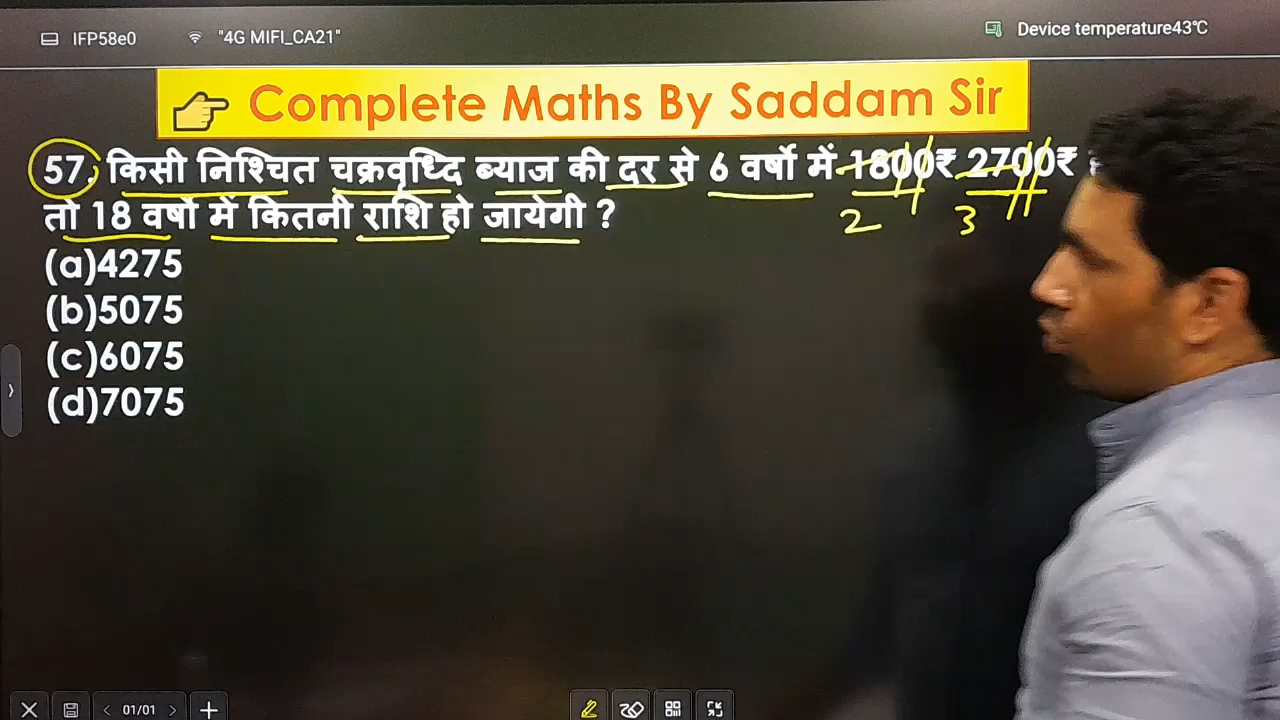 IFP58e0 "4G MIFI_CA21" Device temperature43℃
Complete Maths By Saddam Sir
57. किसी निश्चित चक्रवृध्दि ब्याज की दर से 6 वर्षो में 1800₹ 2700₹
तो 18 वर्षो में कितनी राशि हो जायेगी ?
2 3
(a)4275
(b)5075
(c)6075
(d)7075
01/01